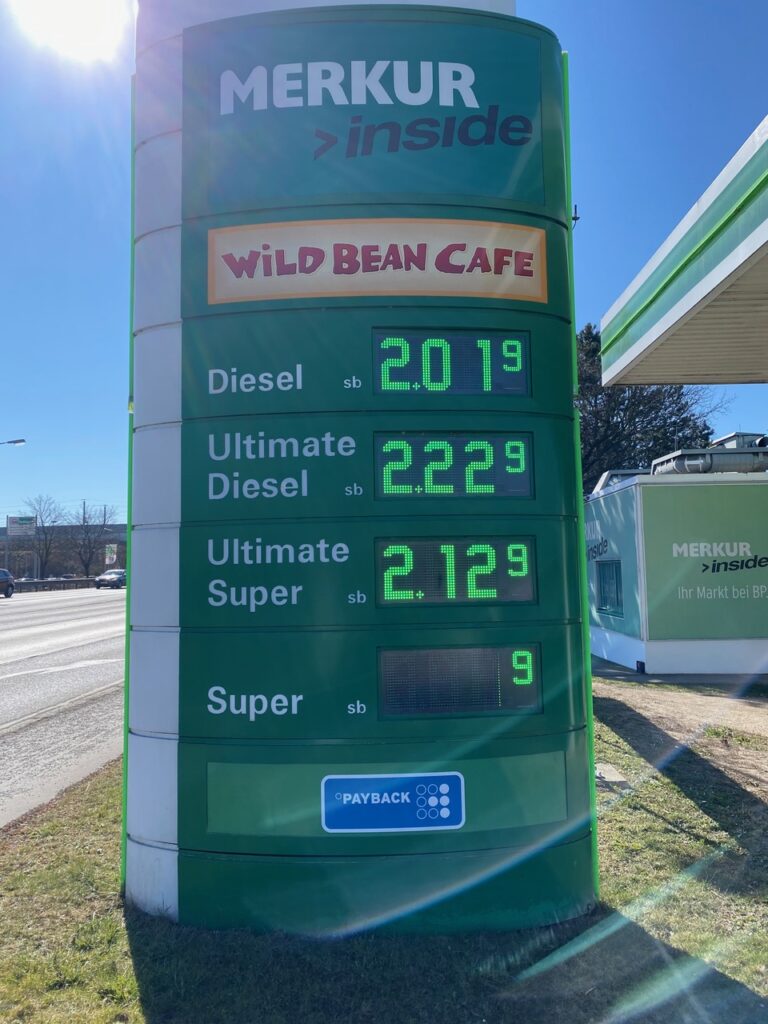 MERKUR
>inside
WiLD BEAN CAFE
Diesel sb 2.019
Ultimate
Diesel sb 2.229
Ultimate
Super sb 2.129
Super sb 9
°PAYBACK
inside
MERKUR
>inside
Ihr Markt bei BP.